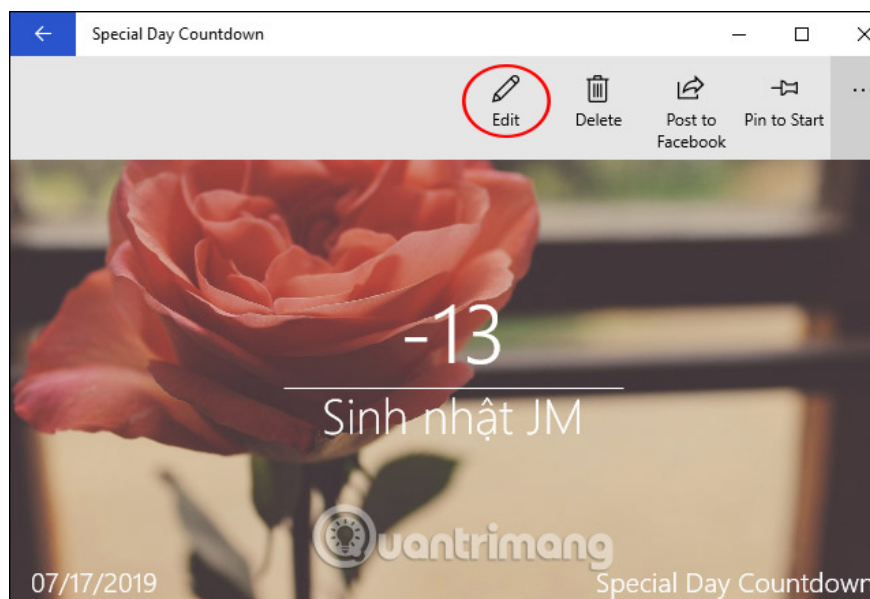 Special Day Countdown
Edit
Delete
Post to
Facebook
Pin to Start
-13
Sinh nhật JM
Quantrimang
07/17/2019
Special Day Countdown